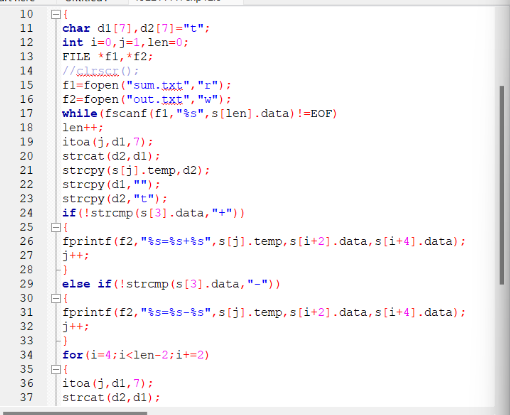 10 {
11 char d1[7],d2[7]="t";
12 int i=0,j=1,len=0;
13 FILE *f1,*f2;
14 //clrscr();
15 f1=fopen("sum.txt","r");
16 f2=fopen("out.txt","w");
17 while(fscanf(f1,"%s",s[len].data)!=EOF)
18 len++;
19 itoa(j,d1,7);
20 strcat(d2,d1);
21 strcpy(s[j].temp,d2);
22 strcpy(d1,"");
23 strcpy(d2,"t");
24 if(!strcmp(s[3].data,"+"))
25 {
26 fprintf(f2,"%s=%s+%s",s[j].temp,s[i+2].data,s[i+4].data);
27 j++;
28 }
29 else if(!strcmp(s[3].data,"-"))
30 {
31 fprintf(f2,"%s=%s-%s",s[j].temp,s[i+2].data,s[i+4].data);
32 j++;
33 }
34 for(i=4;i<len-2;i+=2)
35 {
36 itoa(j,d1,7);
37 strcat(d2,d1);